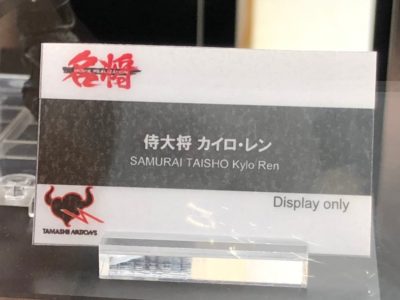 名将
MOVIE REALIZATION
侍大将 カイロ・レン
SAMURAI TAISHO Kylo Ren
Display only
TAMASHII NATIONS